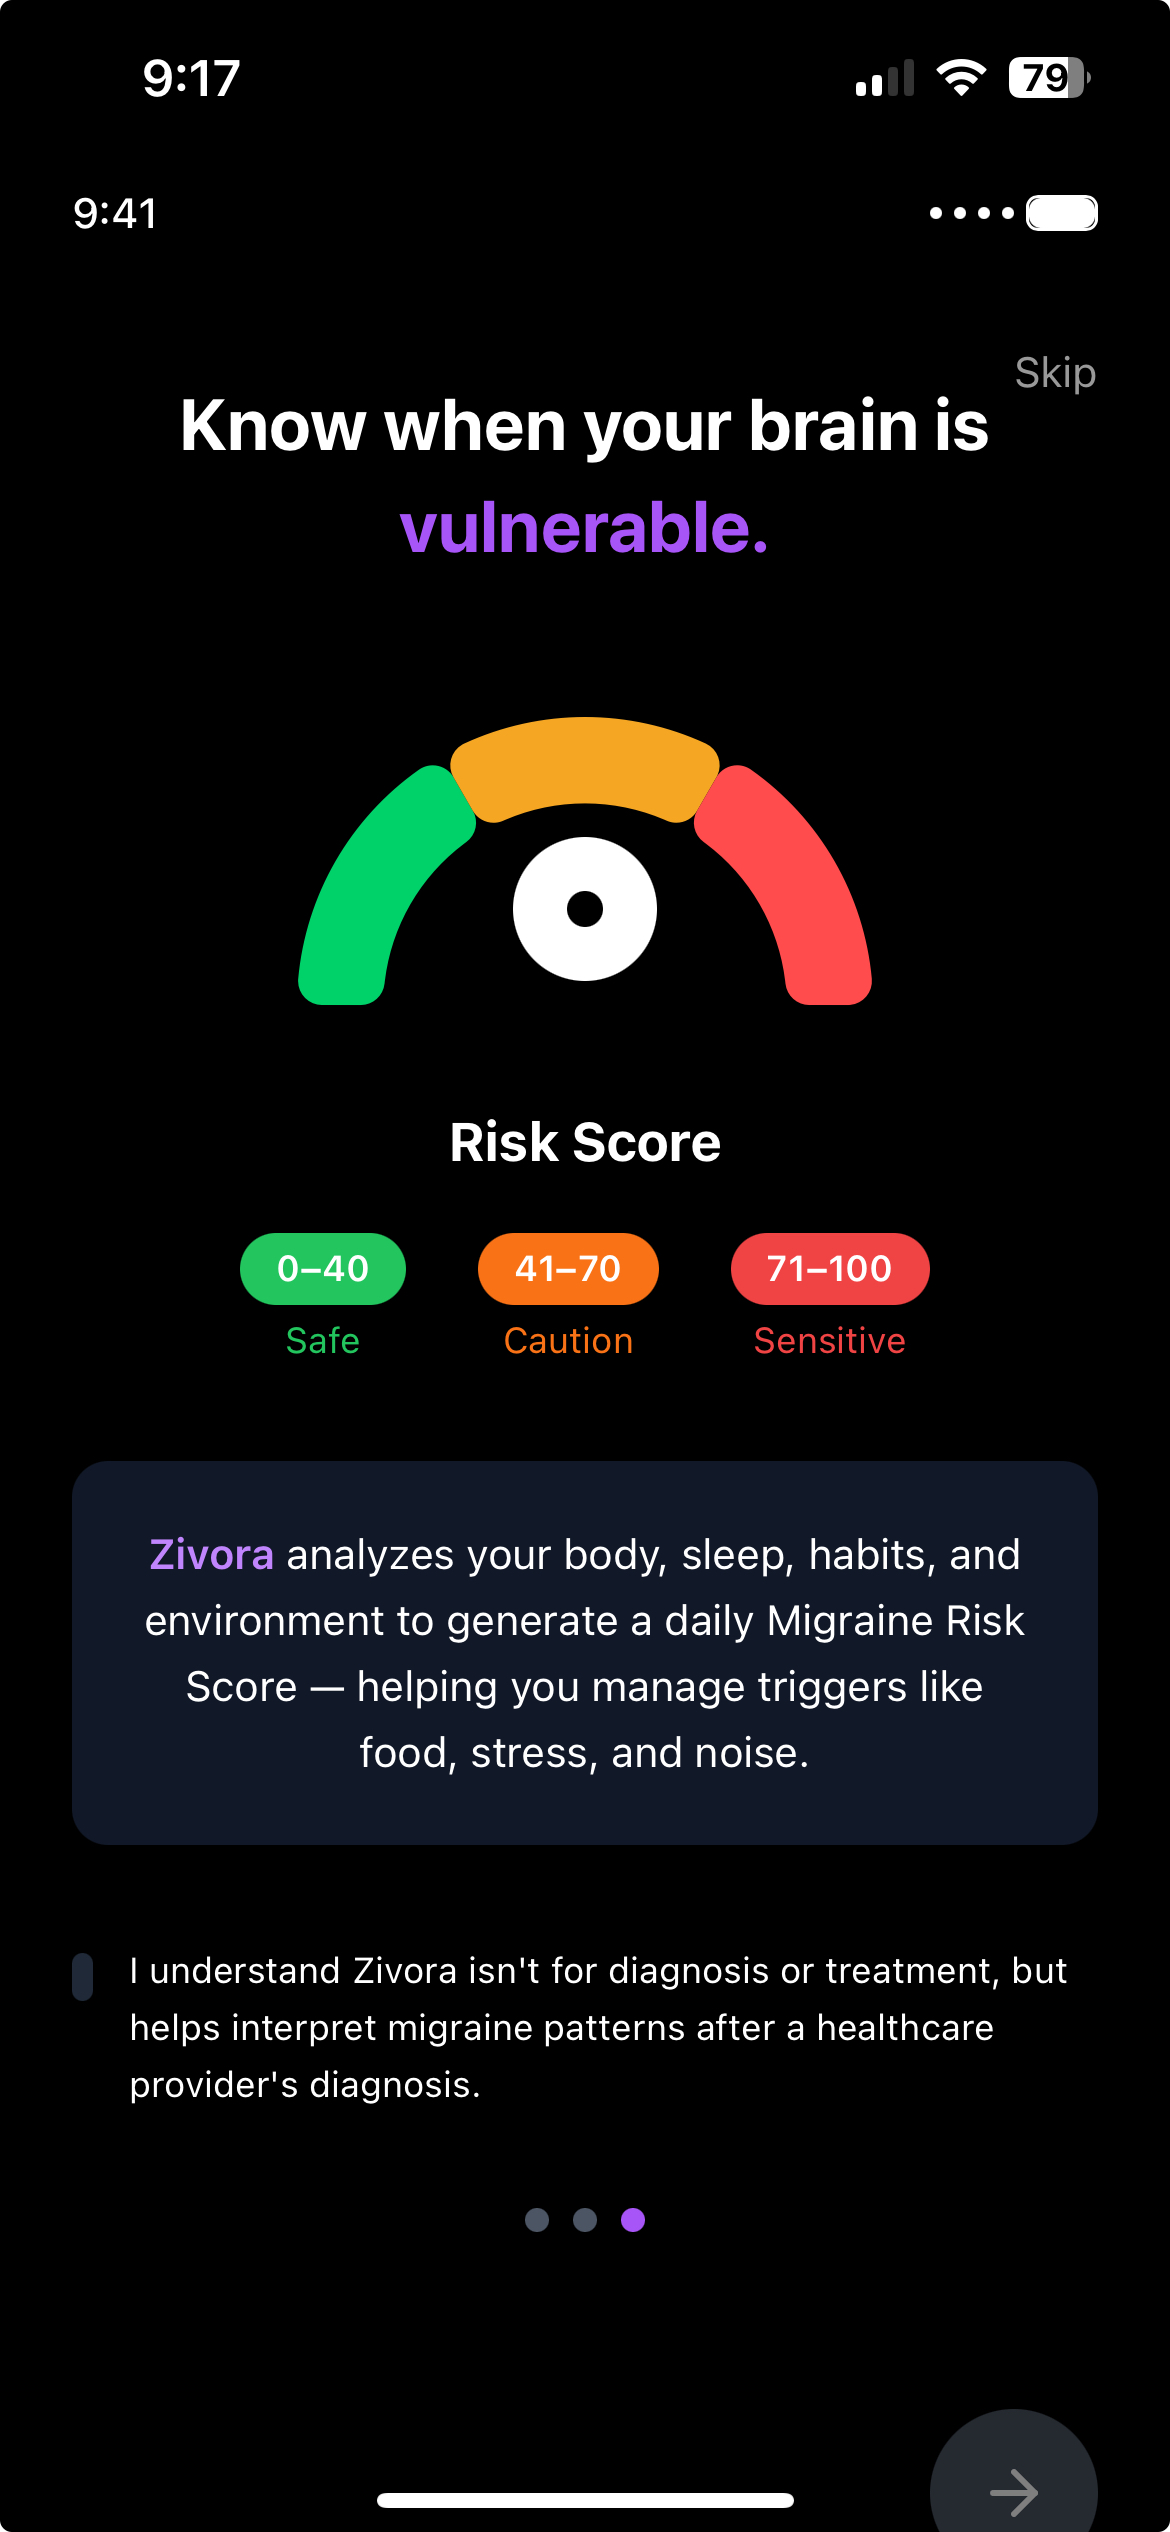 9:17
79
9:41
Skip
Know when your brain is
vulnerable.
Risk Score
0–40
41–70
71–100
Safe
Caution
Sensitive
Zivora analyzes your body, sleep, habits, and
environment to generate a daily Migraine Risk
Score — helping you manage triggers like
food, stress, and noise.
I understand Zivora isn't for diagnosis or treatment, but
helps interpret migraine patterns after a healthcare
provider's diagnosis.